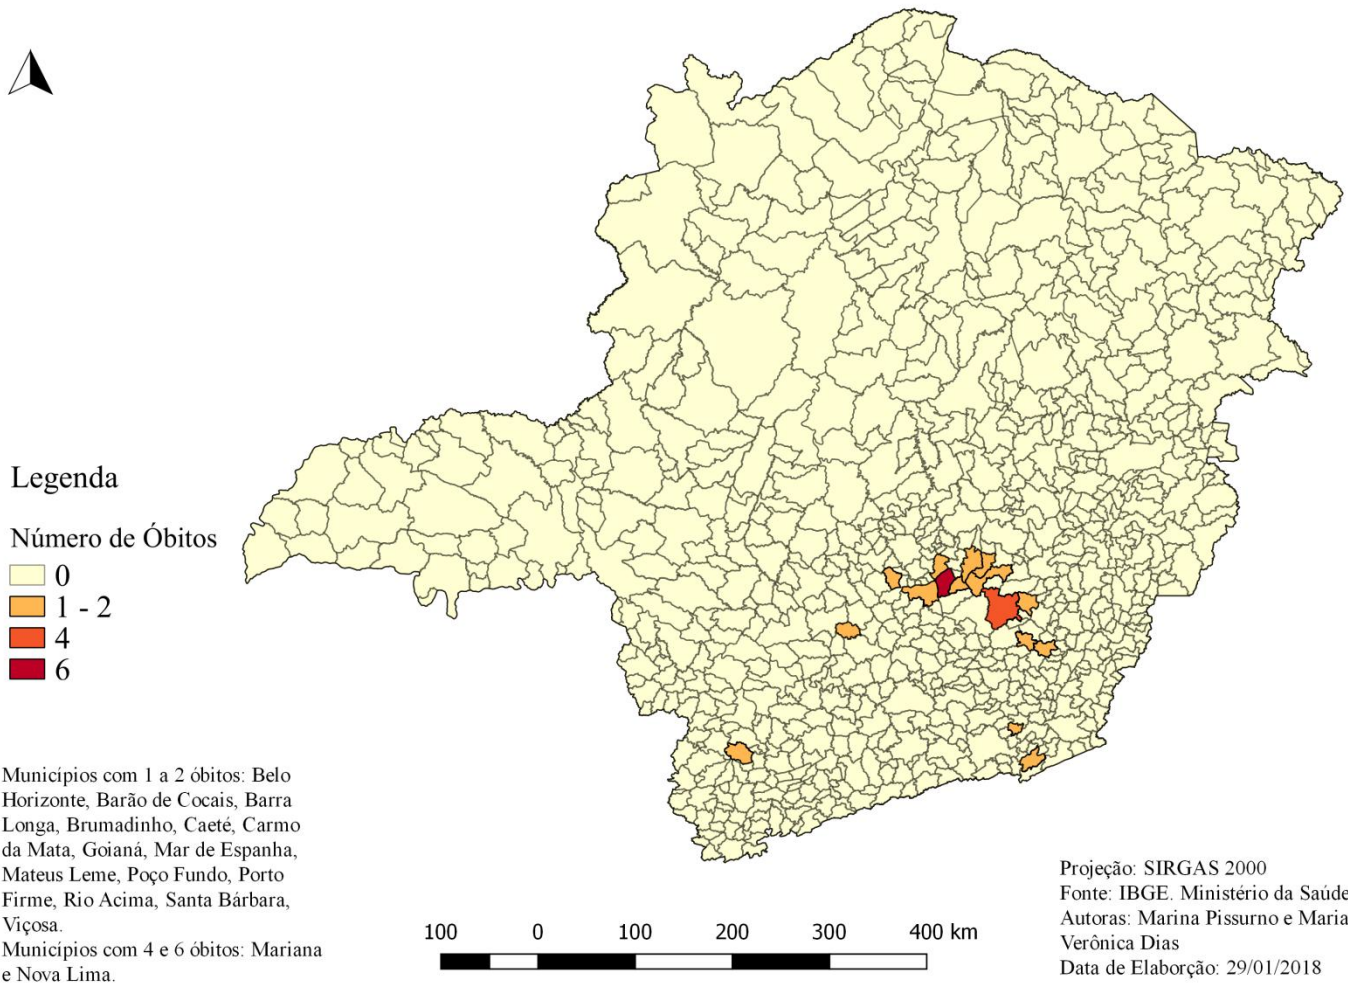 Legenda
Número de Óbitos
0
1 - 2
4
6
Municípios com 1 a 2 óbitos: Belo
Horizonte, Barão de Cocais, Barra
Longa, Brumadinho, Caeté, Carmo
da Mata, Goianá, Mar de Espanha,
Mateus Leme, Poço Fundo, Porto
Firme, Rio Acima, Santa Bárbara,
Viçosa.
Municípios com 4 e 6 óbitos: Mariana
e Nova Lima.
100 0 100 200 300 400 km
Projeção: SIRGAS 2000
Fonte: IBGE. Ministério da Saúde
Autoras: Marina Pissurno e Maria
Verônica Dias
Data de Elaborção: 29/01/2018